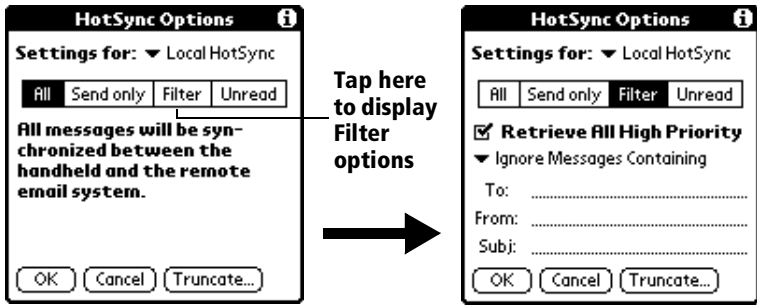 HotSync Options i
Settings for: Local HotSync
All Send only Filter Unread
All messages will be syn-
chronized between the
handheld and the remote
email system.
OK Cancel Truncate...
Tap here
to display
Filter
options
HotSync Options i
Settings for: Local HotSync
All Send only Filter Unread
Retrieve All High Priority
Ignore Messages Containing
To:
From:
Subj:
OK Cancel Truncate...